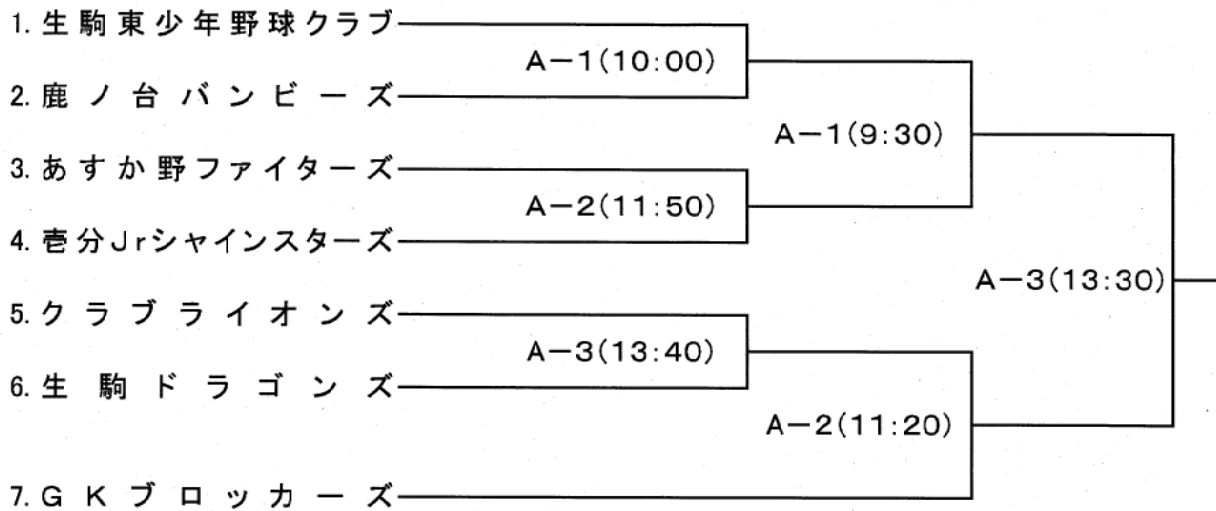 1. 生駒東少年野球クラブ
A-1(10:00)
2. 鹿ノ台バンビーズ
A-1(9:30)
3. あすか野ファイターズ
A-2(11:50)
4. 壱分Jrシャインスターズ
A-3(13:30)
5. クラブライオンズ
A-3(13:40)
6. 生駒ドラゴンズ
A-2(11:20)
7. GKブロッカーズ